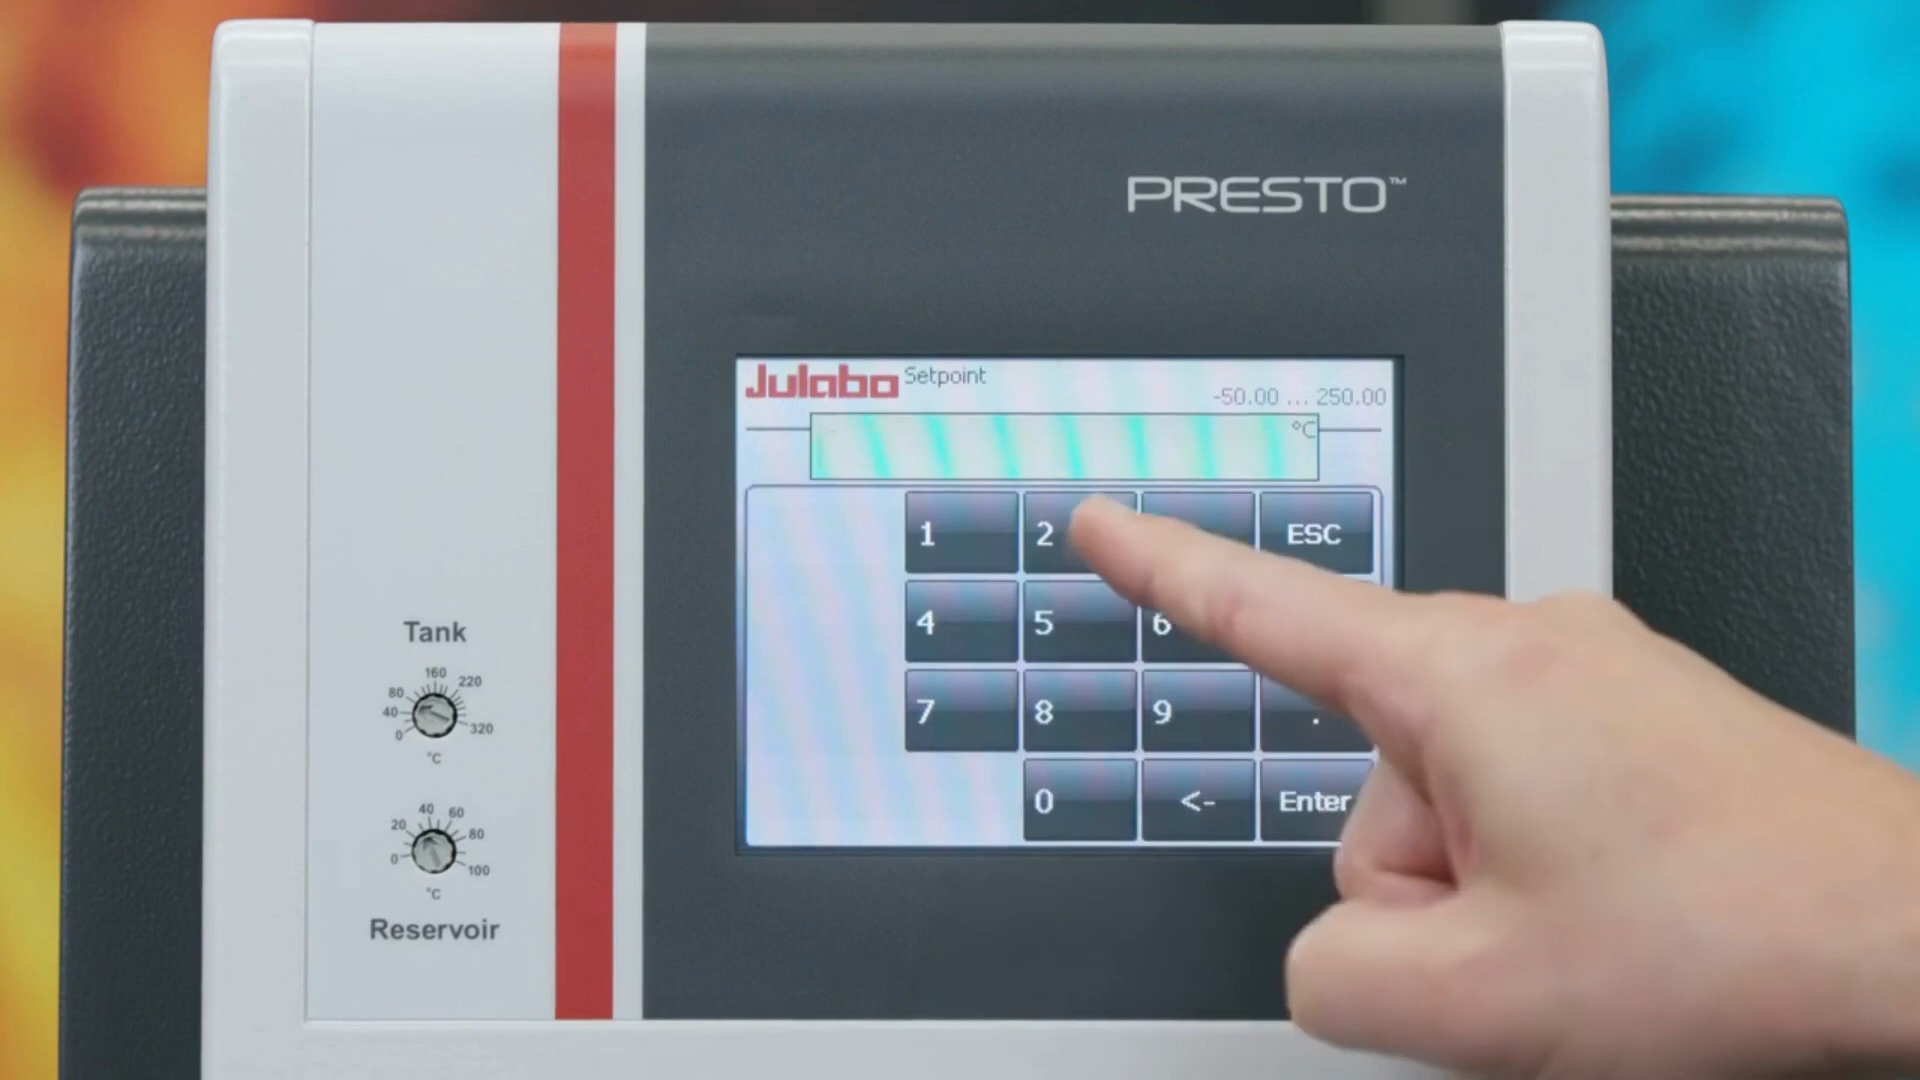 PRESTO™
Julabo Setpoint
-50.00 ... 250.00
°C
1 2 ESC
4 5 6
7 8 9 .
0 <- Enter
Tank
160
80 220
40
0 320
°C
40 60
20 80
0 100
°C
Reservoir